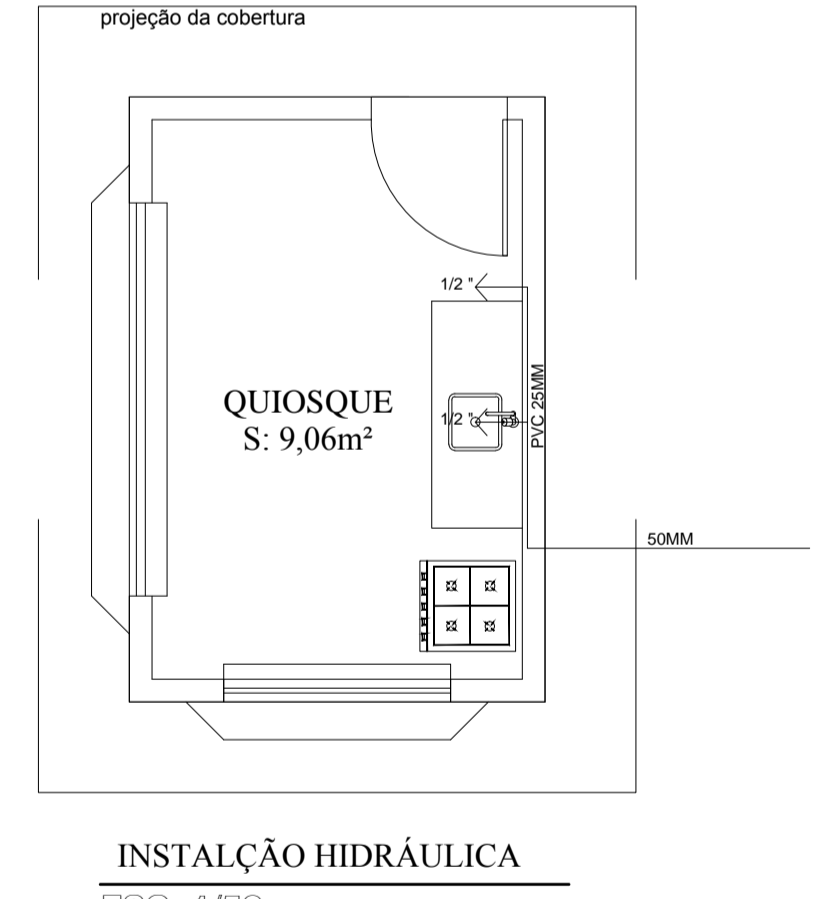 projeção da cobertura
1/2 "
QUIOSQUE
S: 9,06m²
1/2 "
PVC 25MM
50MM
INSTALÇÃO HIDRÁULICA